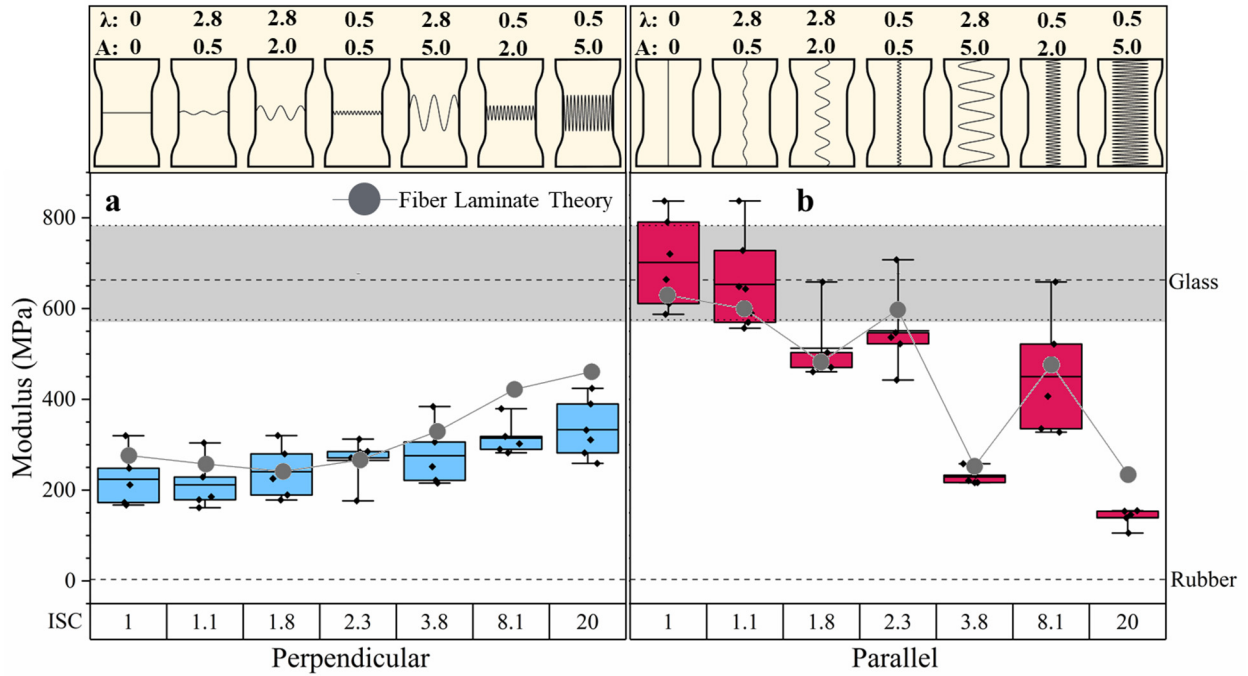 λ: 0 2.8 2.8 0.5 2.8 0.5 0.5
A: 0 0.5 2.0 0.5 5.0 2.0 5.0
λ: 0 2.8 2.8 0.5 2.8 0.5 0.5
A: 0 0.5 2.0 0.5 5.0 2.0 5.0
a
Fiber Laminate Theory
b
Modulus (MPa)
800
600
400
200
0
Glass
Rubber
ISC 1 1.1 1.8 2.3 3.8 8.1 20
1 1.1 1.8 2.3 3.8 8.1 20
Perpendicular
Parallel